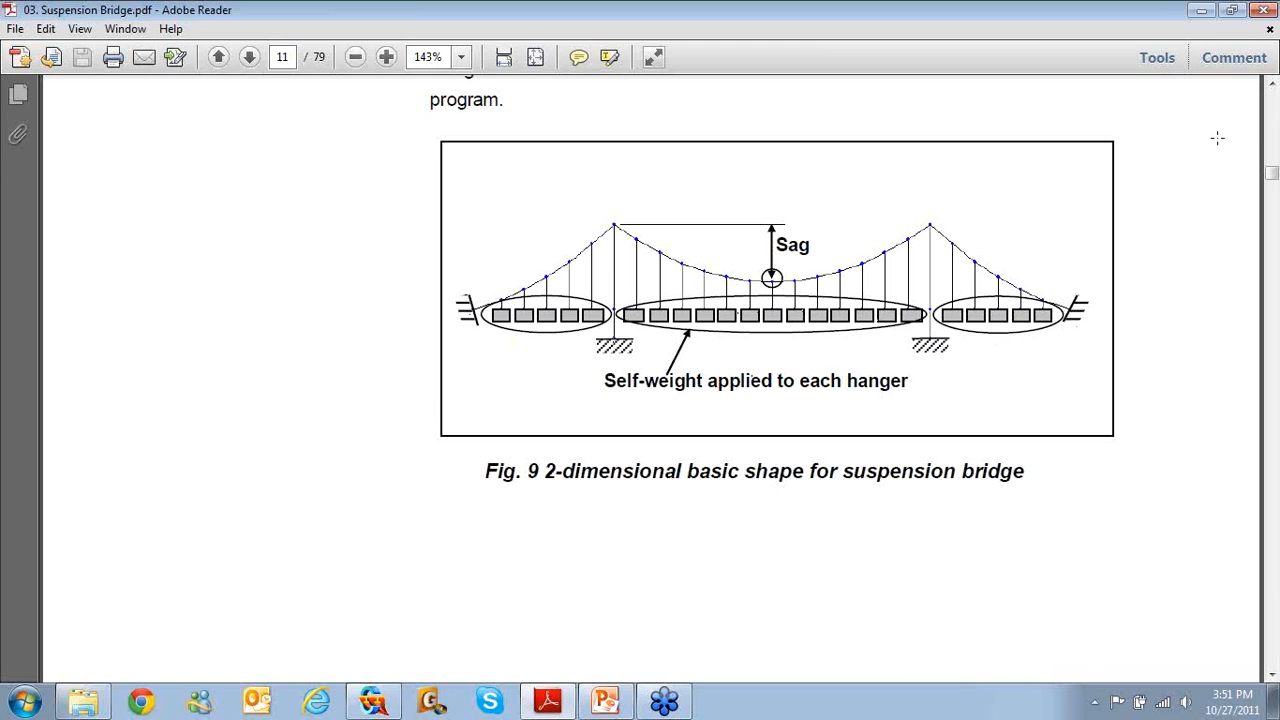 03. Suspension Bridge.pdf - Adobe Reader
File Edit View Window Help
11 / 79 143% Tools Comment
program.
Sag
Self-weight applied to each hanger
Fig. 9 2-dimensional basic shape for suspension bridge
3:51 PM
10/27/2011